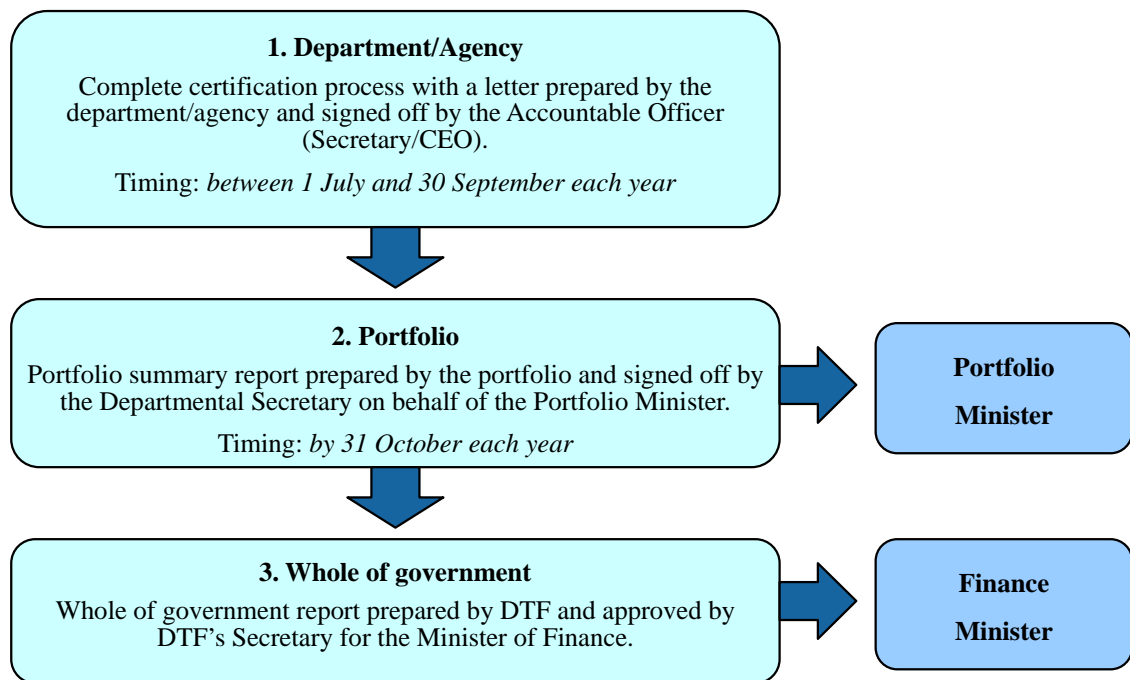 1. Department/Agency
Complete certification process with a letter prepared by the
department/agency and signed off by the Accountable Officer
(Secretary/CEO).
Timing: between 1 July and 30 September each year
2. Portfolio
Portfolio summary report prepared by the portfolio and signed off by
the Departmental Secretary on behalf of the Portfolio Minister.
Timing: by 31 October each year
Portfolio
Minister
3. Whole of government
Whole of government report prepared by DTF and approved by
DTF’s Secretary for the Minister of Finance.
Finance
Minister